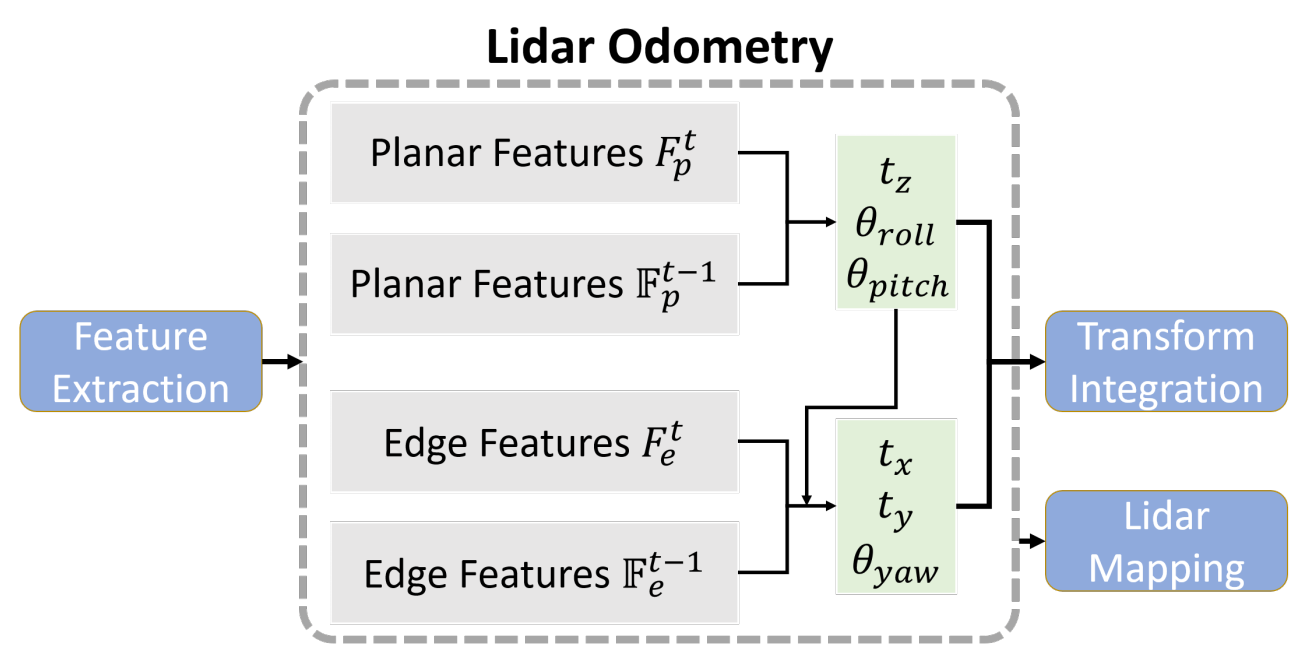 Lidar Odometry
Feature
Extraction
Planar Features $F_p^t$
Planar Features $\mathbb{F}_p^{t-1}$
Edge Features $F_e^t$
Edge Features $\mathbb{F}_e^{t-1}$
$t_z$
$\theta_{roll}$
$\theta_{pitch}$
$t_x$
$t_y$
$\theta_{yaw}$
Transform
Integration
Lidar
Mapping